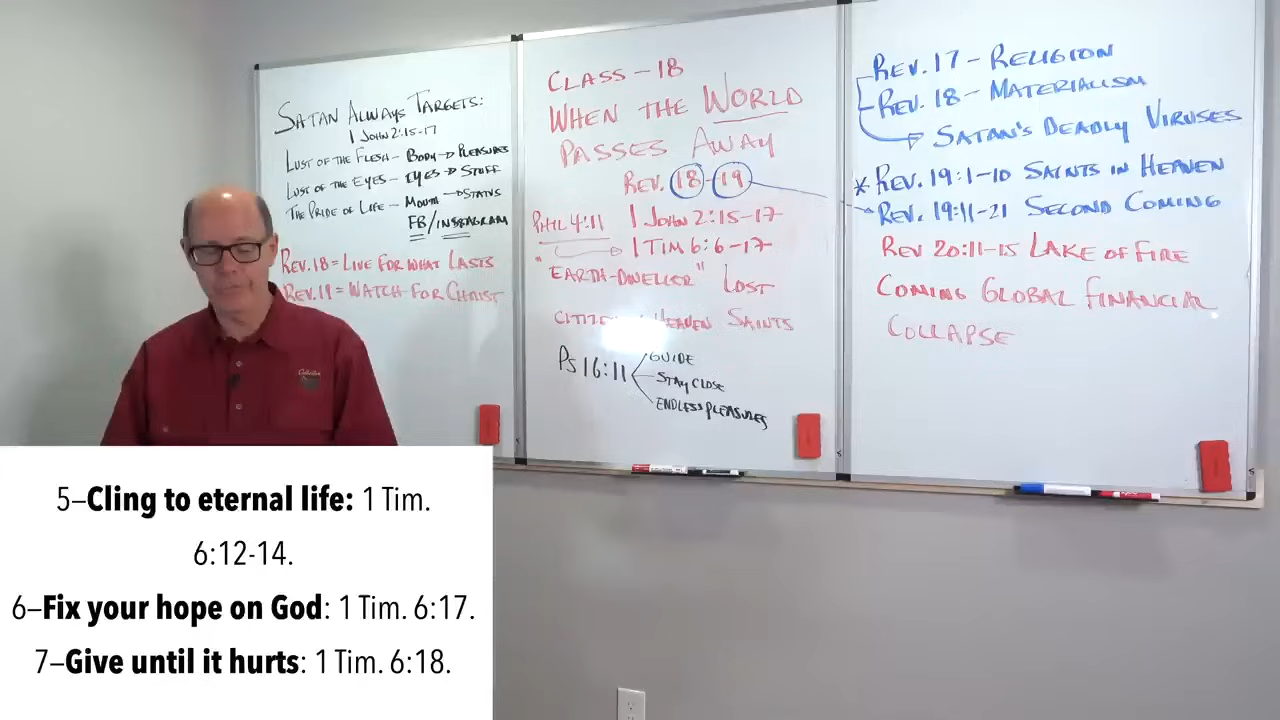 SATAN ALWAYS TARGETS:
1 JOHN 2:15-17
LUST OF THE FLESH - BODY → PLEASURES
LUST OF THE EYES - EYES → STUFF
THE PRIDE OF LIFE - MOUTH → STATUS
FB/INSTAGRAM
REV. 18 = LIVE FOR WHAT LASTS
REV. 19 = WATCH FOR CHRIST
CLASS - 18
WHEN THE WORLD
PASSES AWAY
REV. 18-19
PHIL 4:11 1 JOHN 2:15-17
1 TIM 6:6-17
"EARTH-DWELLER" LOST
HEAVEN SAINTS
PS 16:11
GUIDE
STAY CLOSE
ENDLESS PLEASURES
REV. 17 - RELIGION
REV. 18 - MATERIALISM
SATAN'S DEADLY VIRUSES
* REV. 19:1-10 SAINTS IN HEAVEN
REV. 19:11-21 SECOND COMING
REV 20:11-15 LAKE OF FIRE
COMING GLOBAL FINANCIAL
COLLAPSE
5–Cling to eternal life: 1 Tim.
6:12-14.
6–Fix your hope on God: 1 Tim. 6:17.
7–Give until it hurts: 1 Tim. 6:18.